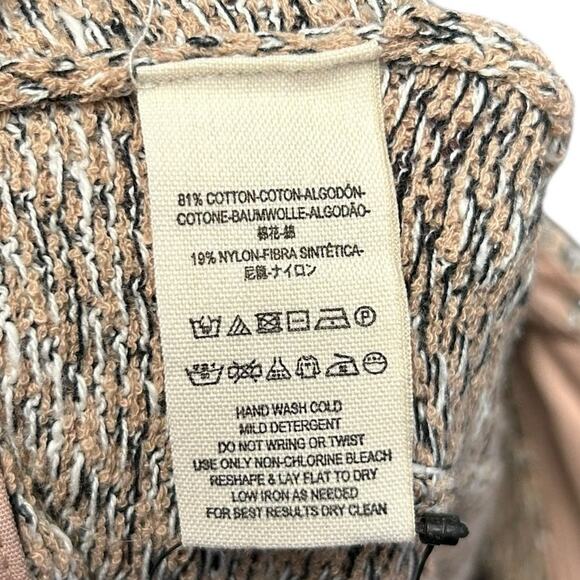 81% COTTON-COTON-ALGODÓN-
COTONE-BAUMWOLLE-ALGODÃO-
棉花-綿
19% NYLON-FIBRA SINTÉTICA-
尼龍-ナイロン
HAND WASH COLD
MILD DETERGENT
DO NOT WRING OR TWIST
USE ONLY NON-CHLORINE BLEACH
RESHAPE & LAY FLAT TO DRY
LOW IRON AS NEEDED
FOR BEST RESULTS DRY CLEAN